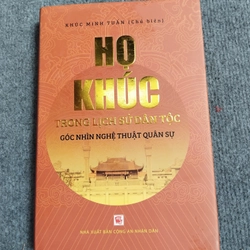 KHÚC MINH TUẤN (Chủ biên)
HỌ
KHÚC
TRONG LỊCH SỬ DÂN TỘC
GÓC NHÌN NGHỆ THUẬT QUÂN SỰ
NHÀ XUẤT BẢN CÔNG AN NHÂN DÂN